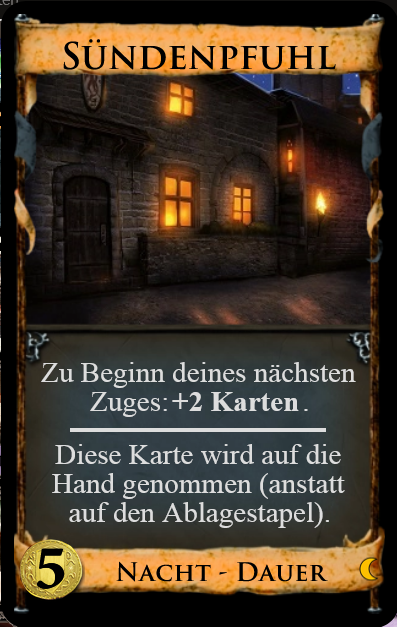 SÜNDENPFUHL
Zu Beginn deines nächsten
Zuges: +2 Karten.
Diese Karte wird auf die
Hand genommen (anstatt
auf den Ablagestapel).
5
NACHT - DAUER